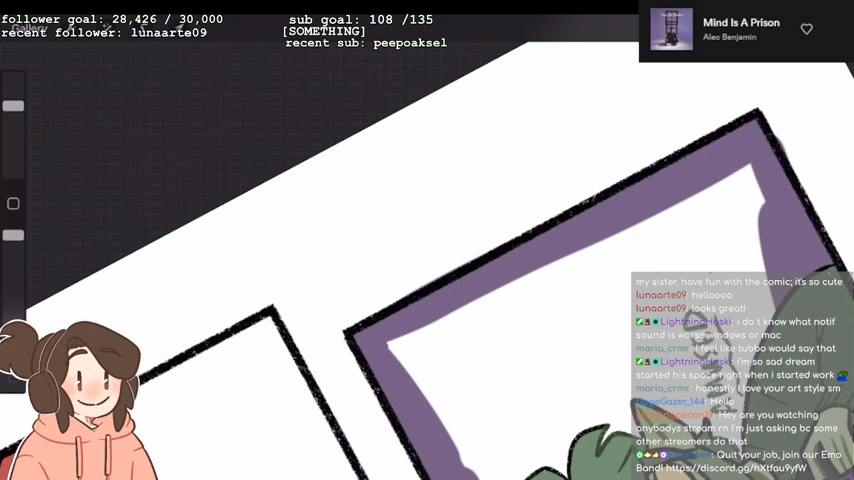 follower goal: 28,426 / 30,000
sub goal: 108 /135
Gallery
recent follower: lunaarte09
[SOMETHING]
recent sub: peepoaksel
Mind Is A Prison
Alec Benjamin
my sister. have fun with the comic; it's so cute
lunaarte09: helloooo
lunaarte09: looks great!
LightningHaski: i do t know what notif
sound is worse windows or mac
maria_crmr: I feel like tubbo would say that
LightningHaski: i'm so sad dream
started his space right when i started work
maria_crmr: honestly I love your art style sm
Gazer_144: Hello
Hey are you watching
anybodys stream rn I'm just asking bc some
other streamers do that
Quit your job, join our Emo
Band! https://discord.gg/hXtfau9yfW